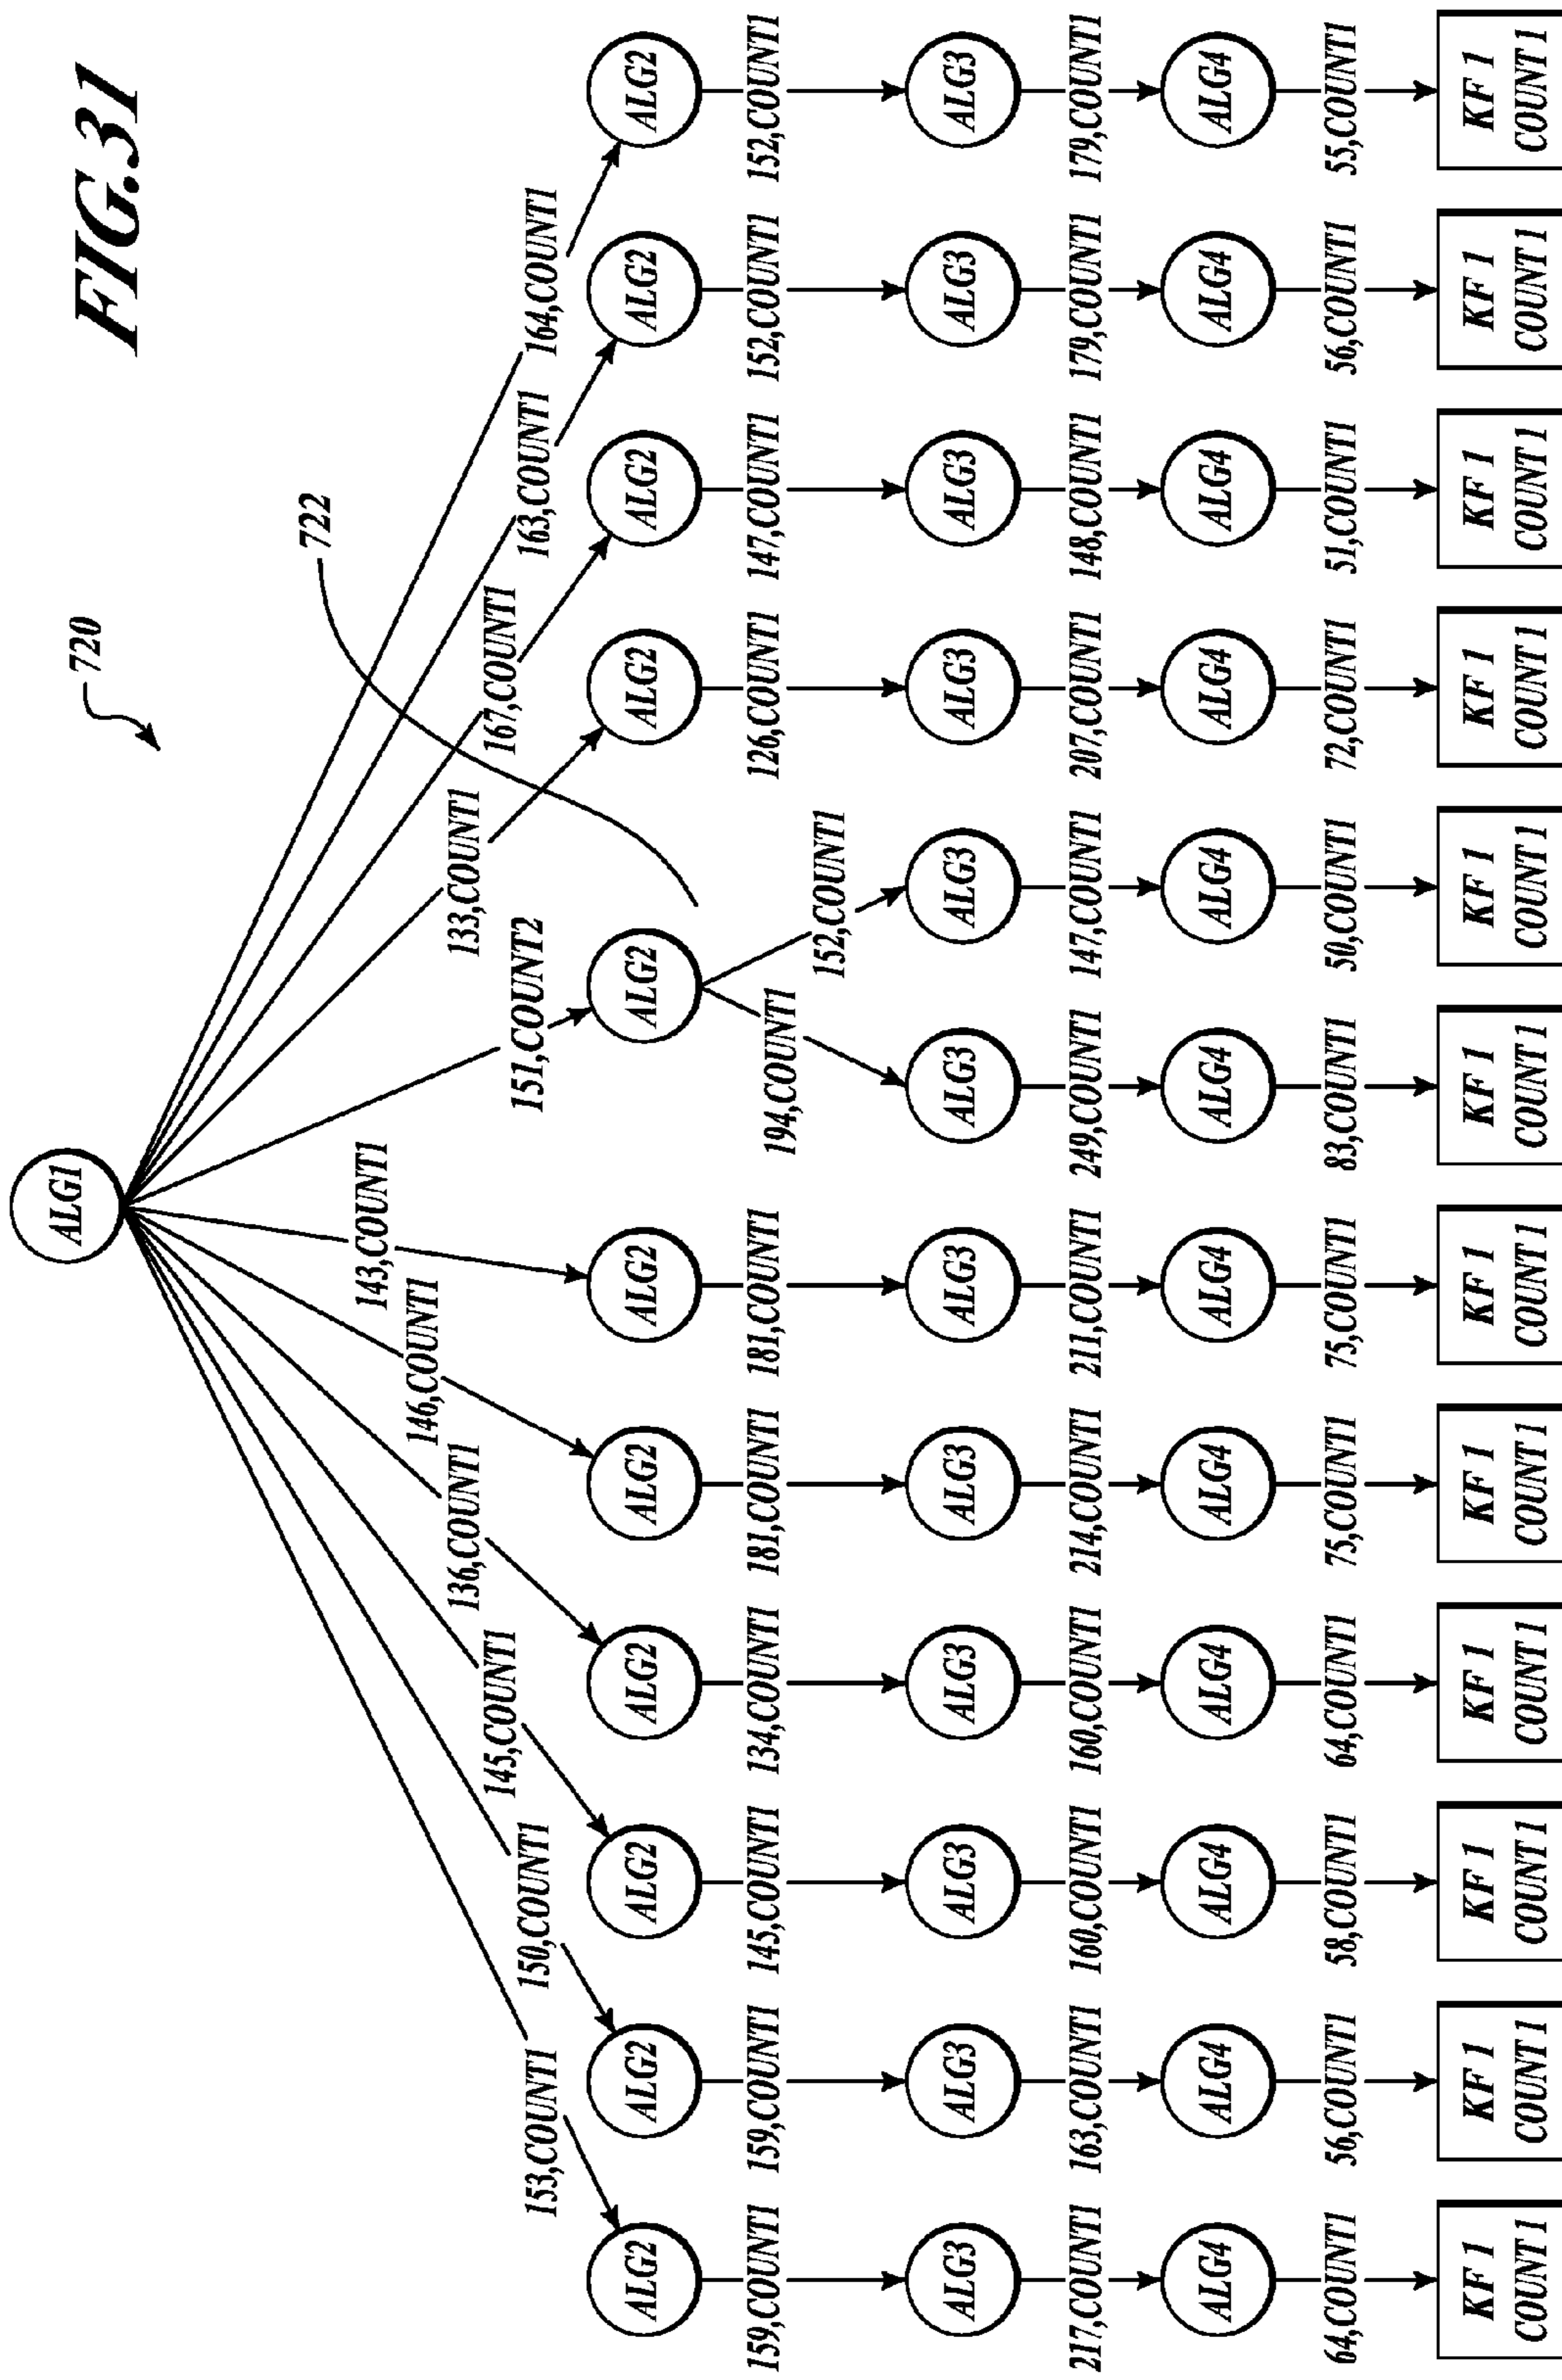 FIG.31
720
722
ALG1
153,COUNT1
150,COUNT1
145,COUNT1
136,COUNT1
146,COUNT1
143,COUNT1
151,COUNT2
133,COUNT1
167,COUNT1
163,COUNT1
164,COUNT1
ALG2
ALG2
ALG2
ALG2
ALG2
ALG2
ALG2
ALG2
ALG2
ALG2
ALG2
159,COUNT1
159,COUNT1
145,COUNT1
134,COUNT1
181,COUNT1
181,COUNT1
194,COUNT1
152,COUNT1
126,COUNT1
147,COUNT1
152,COUNT1
152,COUNT1
ALG3
ALG3
ALG3
ALG3
ALG3
ALG3
ALG3
ALG3
ALG3
ALG3
ALG3
ALG3
217,COUNT1
163,COUNT1
160,COUNT1
160,COUNT1
214,COUNT1
211,COUNT1
249,COUNT1
147,COUNT1
207,COUNT1
148,COUNT1
179,COUNT1
179,COUNT1
ALG4
ALG4
ALG4
ALG4
ALG4
ALG4
ALG4
ALG4
ALG4
ALG4
ALG4
ALG4
64,COUNT1
56,COUNT1
58,COUNT1
64,COUNT1
75,COUNT1
75,COUNT1
83,COUNT1
50,COUNT1
72,COUNT1
51,COUNT1
56,COUNT1
55,COUNT1
KF 1
COUNT 1
KF 1
COUNT 1
KF 1
COUNT 1
KF 1
COUNT 1
KF 1
COUNT 1
KF 1
COUNT 1
KF 1
COUNT 1
KF 1
COUNT 1
KF 1
COUNT 1
KF 1
COUNT 1
KF 1
COUNT 1
KF 1
COUNT 1